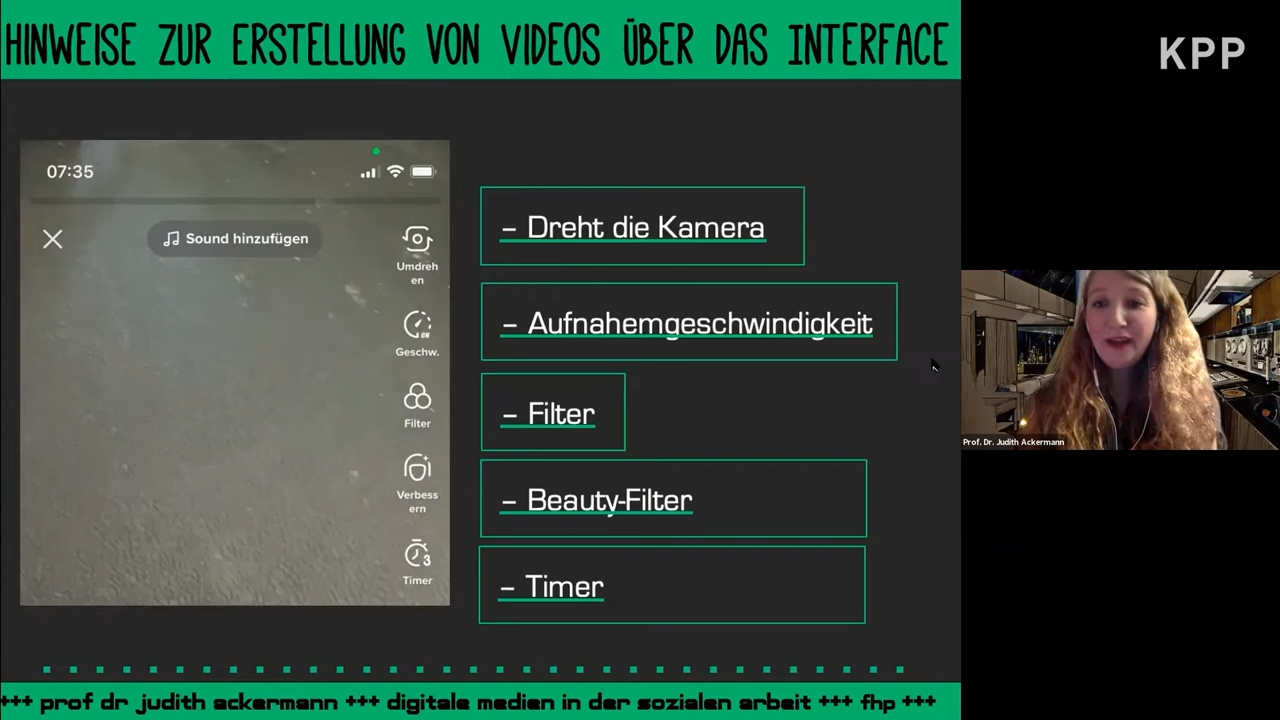 HINWEISE ZUR ERSTELLUNG VON VIDEOS ÜBER DAS INTERFACE
KPP
07:35
Sound hinzufügen
Umdreh
en
Geschw.
Filter
Verbess
ern
Timer
– Dreht die Kamera
– Aufnahemgeschwindigkeit
– Filter
– Beauty-Filter
– Timer
Prof. Dr. Judith Ackermann
+++ prof dr judith ackermann +++ digitale medien in der sozialen arbeit +++ fhp +++